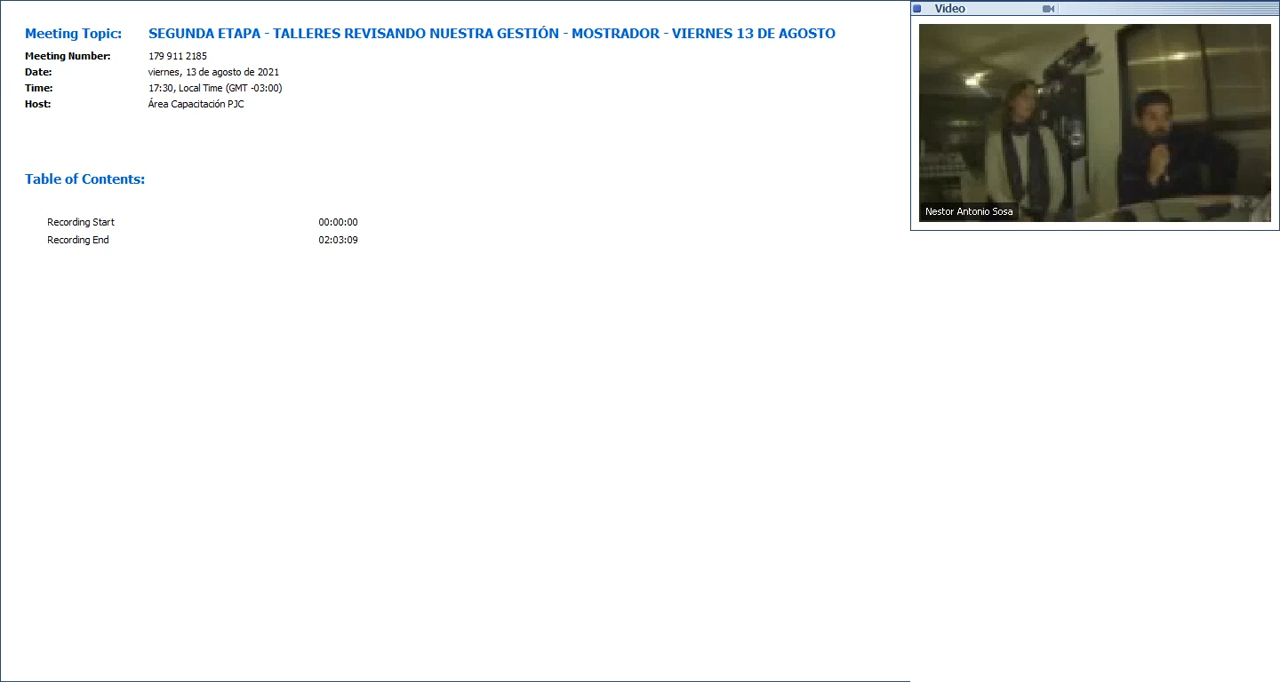 Meeting Topic: SEGUNDA ETAPA - TALLERES REVISANDO NUESTRA GESTIÓN - MOSTRADOR - VIERNES 13 DE AGOSTO
Meeting Number: 179 911 2185
Date: viernes, 13 de agosto de 2021
Time: 17:30, Local Time (GMT -03:00)
Host: Área Capacitación PJC
Table of Contents:
Recording Start 00:00:00
Recording End 02:03:09
Video
Nestor Antonio Sosa